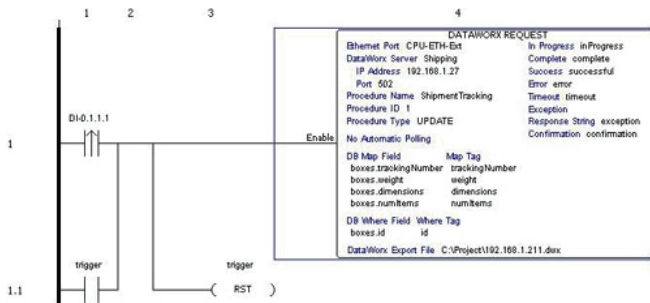 1 2 3 4
DATAWORX REQUEST
Ethernet Port CPU-ETH-Ext In Progress inProgress
DataWorx Server Shipping Complete complete
IP Address 192.168.1.27 Success successful
Port 502 Error error
Procedure Name ShipmentTracking Timeout timeout
Procedure ID 1 Exception
Procedure Type UPDATE Response String exception
Confirmation confirmation
DI-0.1.1.1
1
Enable
No Automatic Polling
DB Map Field Map Tag
boxes.trackingNumber trackingNumber
boxes.weight weight
boxes.dimensions dimensions
boxes.numItems numItems
DB Where Field Where Tag
boxes.id id
DataWorx Export File C:\Project\192.168.1.211.dwx
trigger trigger
1.1 ( RST )